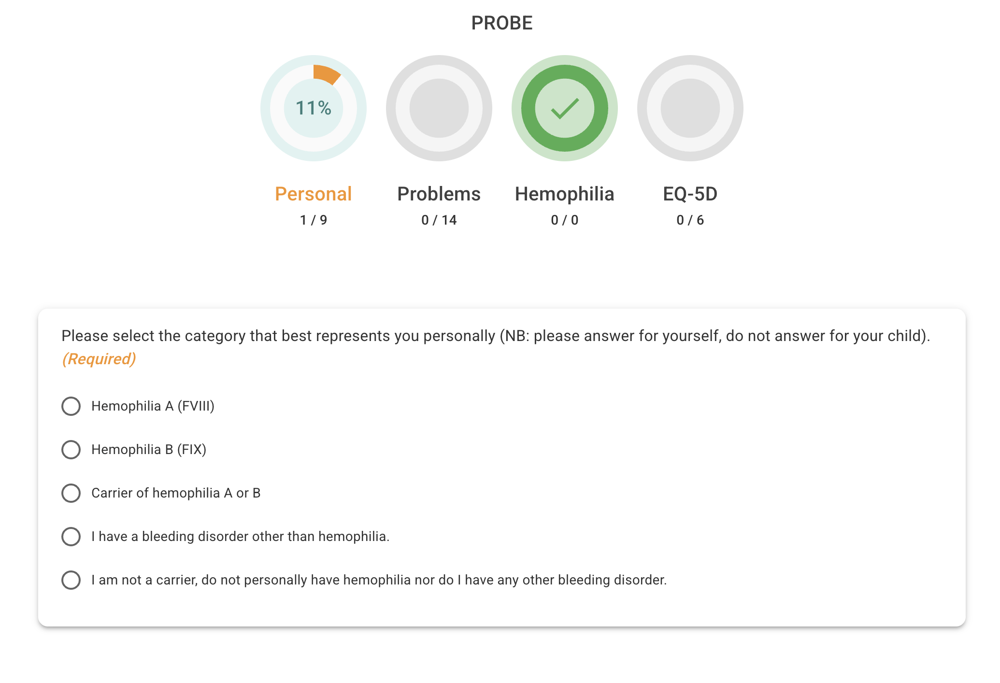 PROBE
11%
Personal
Problems
Hemophilia
EQ-5D
1 / 9
0 / 14
0 / 0
0 / 6
Please select the category that best represents you personally (NB: please answer for yourself, do not answer for your child).
(Required)
Hemophilia A (FVIII)
Hemophilia B (FIX)
Carrier of hemophilia A or B
I have a bleeding disorder other than hemophilia.
I am not a carrier, do not personally have hemophilia nor do I have any other bleeding disorder.